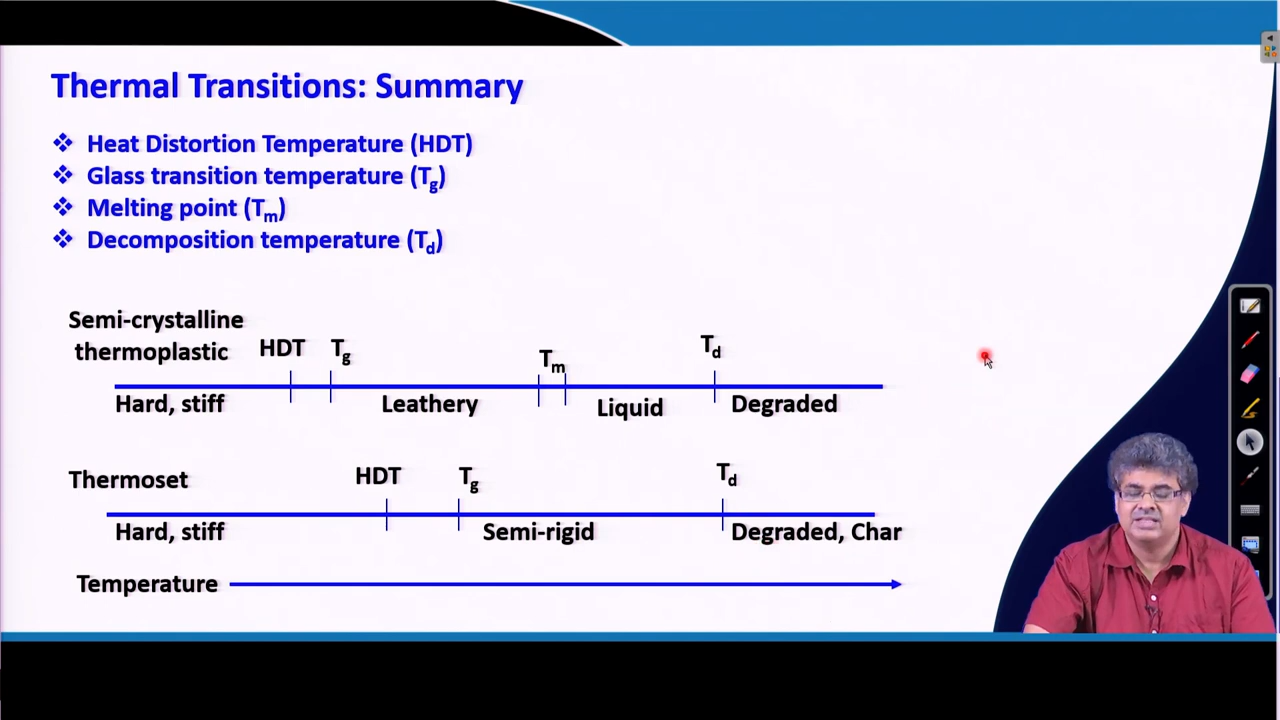 Thermal Transitions: Summary
❖ Heat Distortion Temperature (HDT)
❖ Glass transition temperature (Tg)
❖ Melting point (Tm)
❖ Decomposition temperature (Td)
Semi-crystalline
thermoplastic
HDT Tg Tm Td
Hard, stiff Leathery Liquid Degraded
Thermoset HDT Tg Td
Hard, stiff Semi-rigid Degraded, Char
Temperature